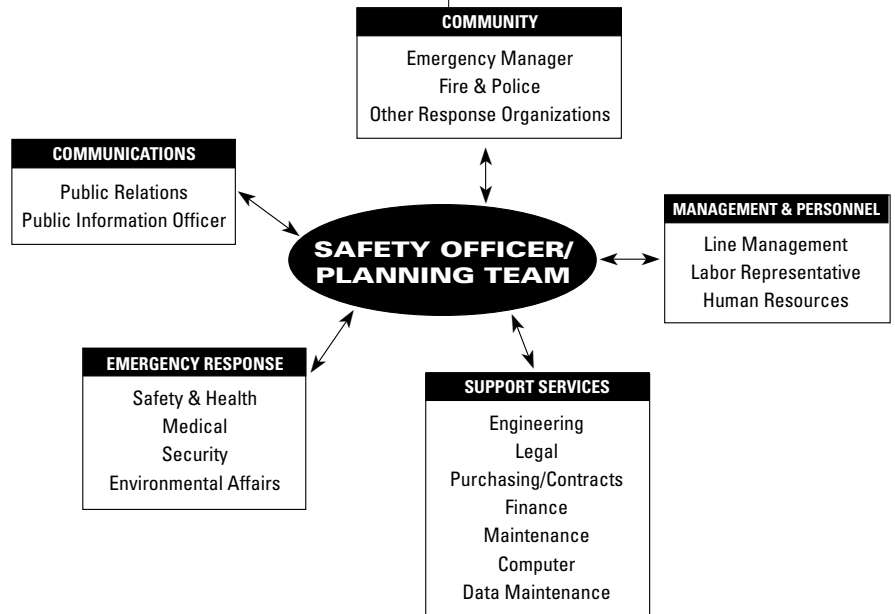 COMMUNITY
Emergency Manager
Fire & Police
Other Response Organizations
COMMUNICATIONS
Public Relations
Public Information Officer
SAFETY OFFICER/
PLANNING TEAM
MANAGEMENT & PERSONNEL
Line Management
Labor Representative
Human Resources
EMERGENCY RESPONSE
Safety & Health
Medical
Security
Environmental Affairs
SUPPORT SERVICES
Engineering
Legal
Purchasing/Contracts
Finance
Maintenance
Computer
Data Maintenance